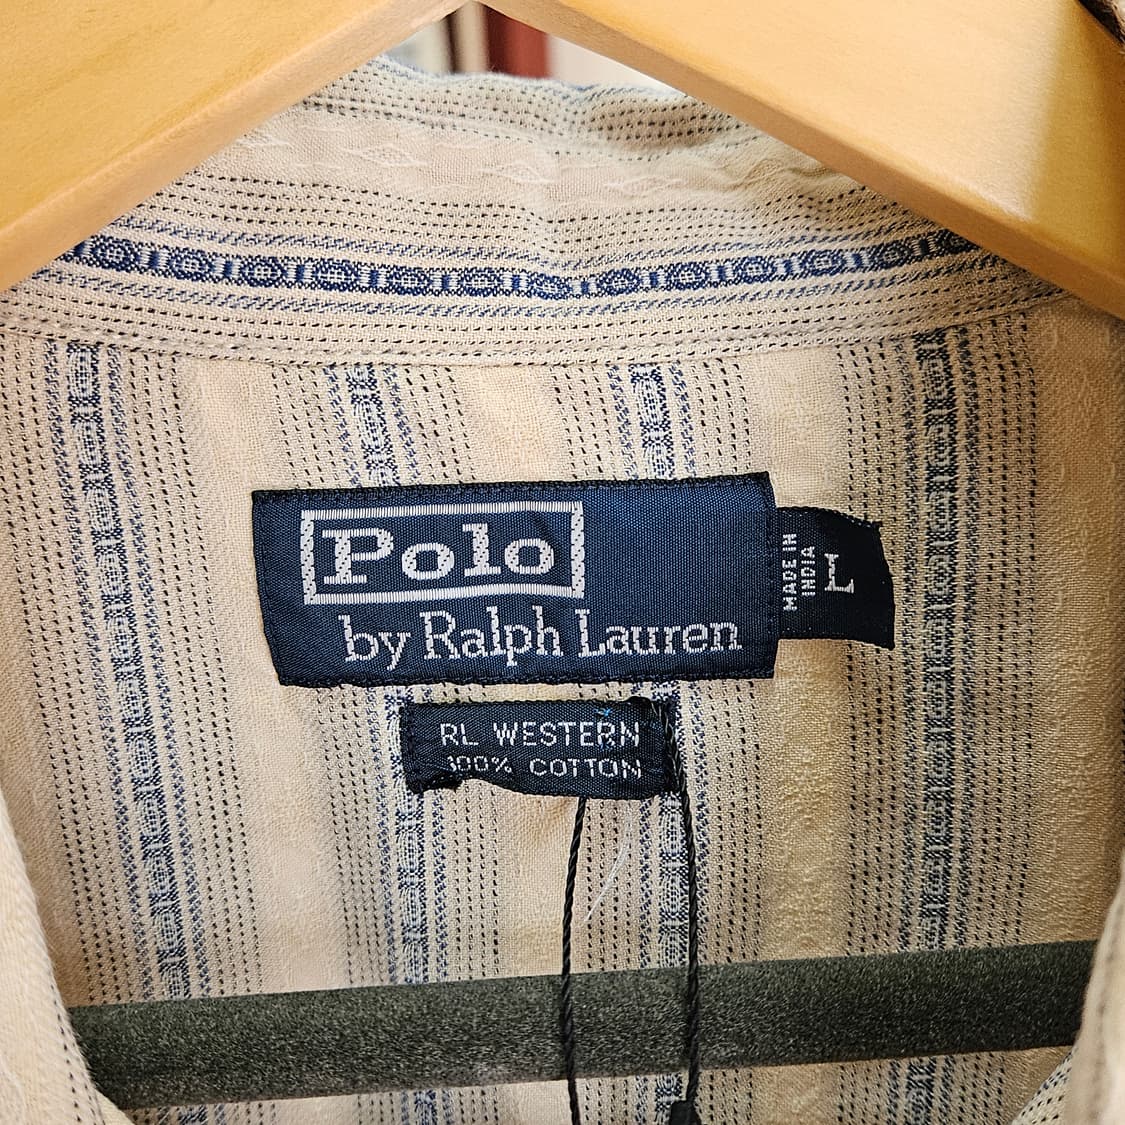 Polo
by Ralph Lauren
MADE IN
INDIA
L
RL WESTERN
100% COTTON